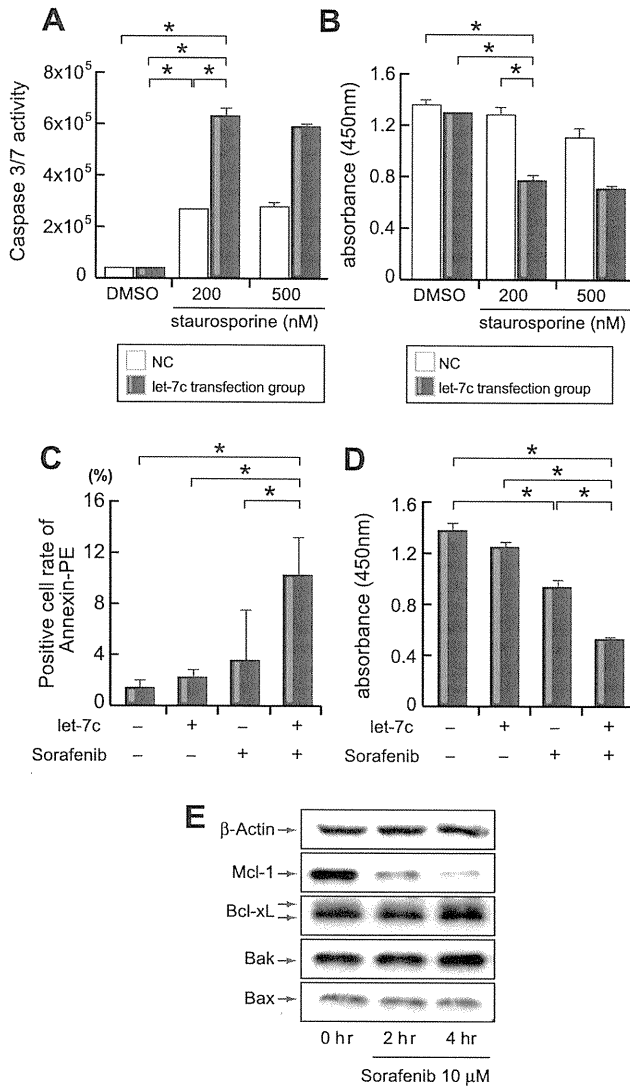 A
*
*
*
*
8x10⁵
6x10⁵
4x10⁵
2x10⁵
0
Caspase 3/7 activity
DMSO
200
500
staurosporine (nM)
NC
let-7c transfection group
B
*
*
*
1.6
1.2
0.8
0.4
0
absorbance (450nm)
DMSO
200
500
staurosporine (nM)
NC
let-7c transfection group
C
(%)
*
*
*
16
12
8
4
0
Positive cell rate of
Annexin-PE
let-7c – + – +
Sorafenib – – + +
D
*
*
*
*
1.6
1.2
0.8
0.4
0
absorbance (450nm)
let-7c – + – +
Sorafenib – – + +
E
β-Actin
Mcl-1
Bcl-xL
Bak
Bax
0 hr 2 hr 4 hr
Sorafenib 10 μM